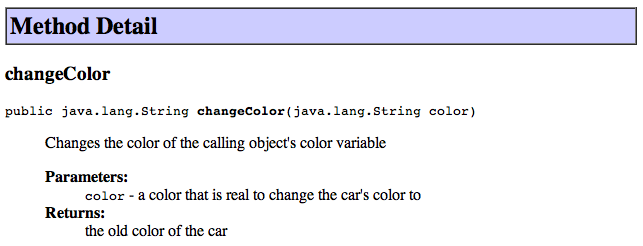 Method Detail
changeColor
public java.lang.String changeColor(java.lang.String color)
Changes the color of the calling object's color variable
Parameters:
color - a color that is real to change the car's color to
Returns:
the old color of the car